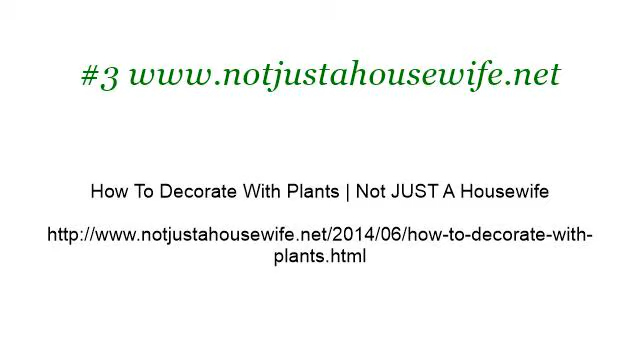 #3 www.notjustahousewife.net
How To Decorate With Plants | Not JUST A Housewife
http://www.notjustahousewife.net/2014/06/how-to-decorate-with-
plants.html